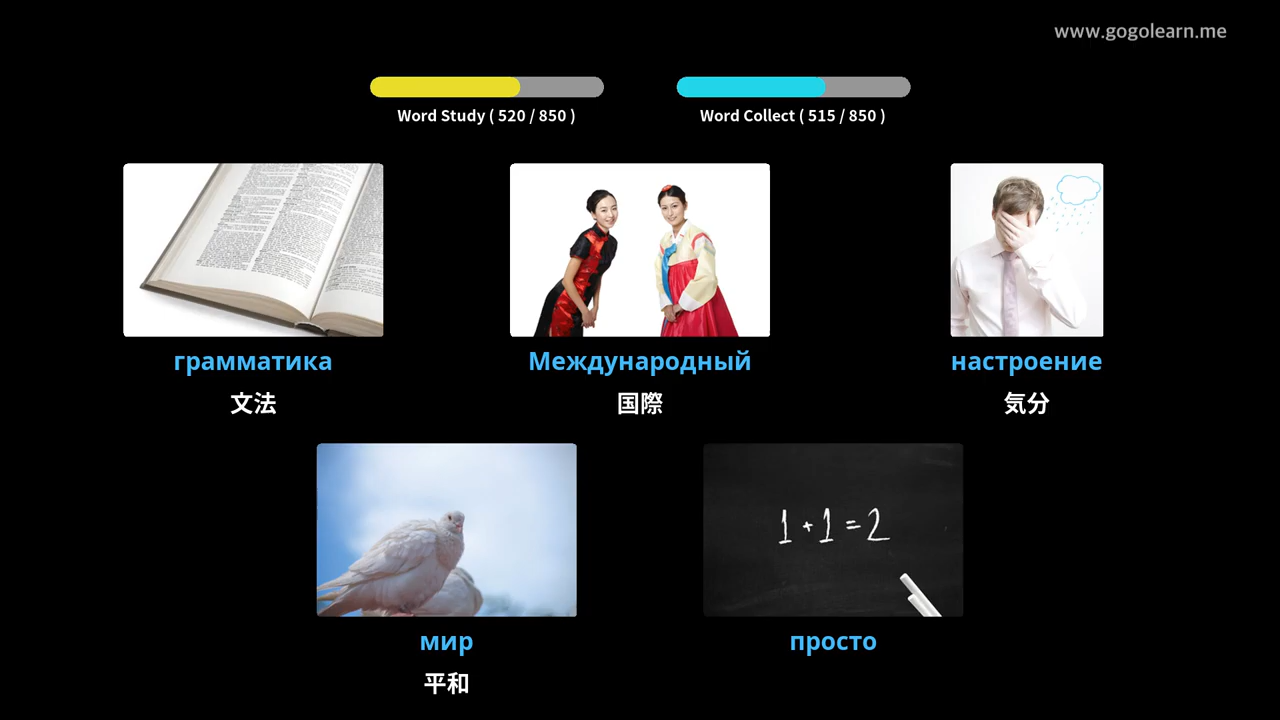 www.gogolearn.me
Word Study ( 520 / 850 )
Word Collect ( 515 / 850 )
грамматика
文法
Международный
国際
настроение
気分
мир
平和
1 + 1 = 2
просто